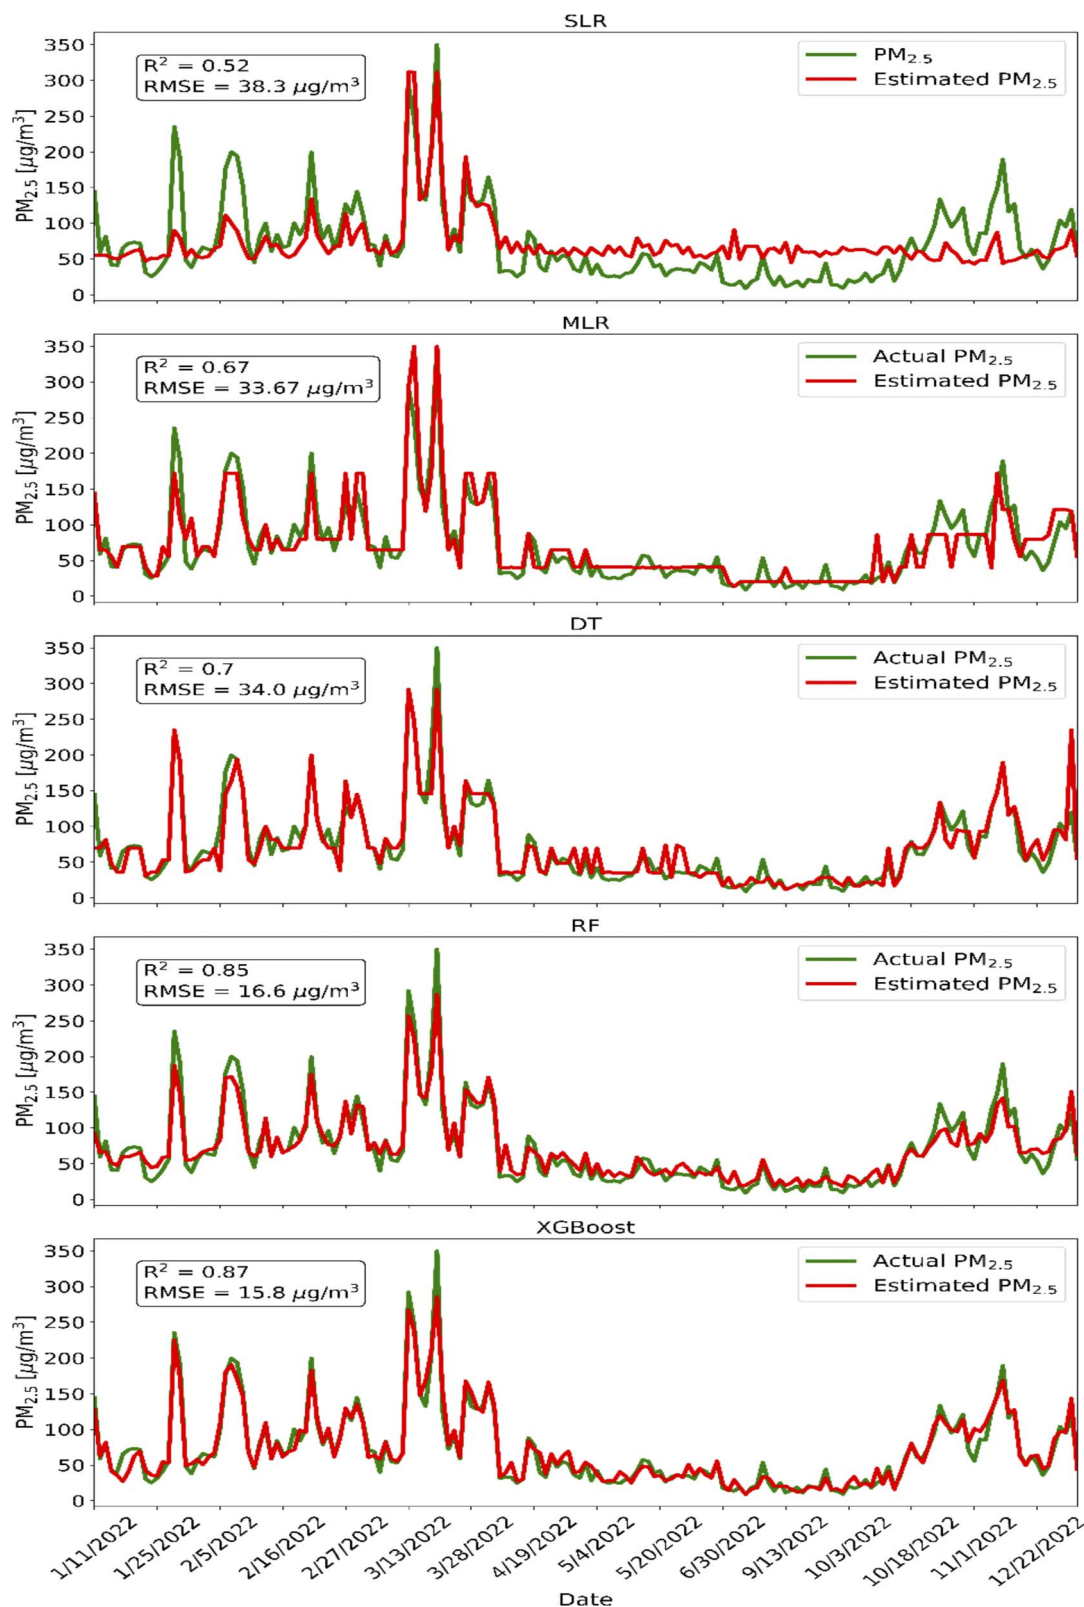 SLR
PM2.5 [μg/m³]
350
300
250
200
150
100
50
0
R² = 0.52
RMSE = 38.3 μg/m³
PM2.5
Estimated PM2.5
MLR
PM2.5 [μg/m³]
350
300
250
200
150
100
50
0
R² = 0.67
RMSE = 33.67 μg/m³
Actual PM2.5
Estimated PM2.5
DT
PM2.5 [μg/m³]
350
300
250
200
150
100
50
0
R² = 0.7
RMSE = 34.0 μg/m³
Actual PM2.5
Estimated PM2.5
RF
PM2.5 [μg/m³]
350
300
250
200
150
100
50
0
R² = 0.85
RMSE = 16.6 μg/m³
Actual PM2.5
Estimated PM2.5
XGBoost
PM2.5 [μg/m³]
350
300
250
200
150
100
50
0
R² = 0.87
RMSE = 15.8 μg/m³
Actual PM2.5
Estimated PM2.5
1/11/2022
1/25/2022
2/5/2022
2/16/2022
2/27/2022
3/13/2022
3/28/2022
4/19/2022
5/4/2022
5/20/2022
6/30/2022
9/13/2022
10/3/2022
10/18/2022
11/1/2022
12/22/2022
Date